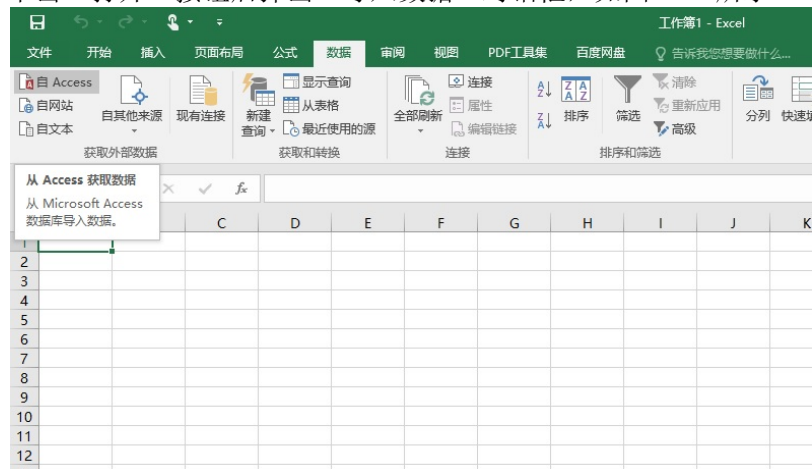 工作簿1 - Excel
文件 开始 插入 页面布局 公式 数据 审阅 视图 PDF工具集 百度网盘 告诉我您想要做什么...
自 Access
自网站
自文本
自其他来源
现有连接
获取外部数据
新建
查询
显示查询
从表格
最近使用的源
获取和转换
全部刷新
连接
属性
编辑链接
连接
排序
筛选
清除
重新应用
高级
排序和筛选
分列
快速
从 Access 获取数据
从 Microsoft Access
数据库导入数据。
fx
C D E F G H I J K
1
2
3
4
5
6
7
8
9
10
11
12